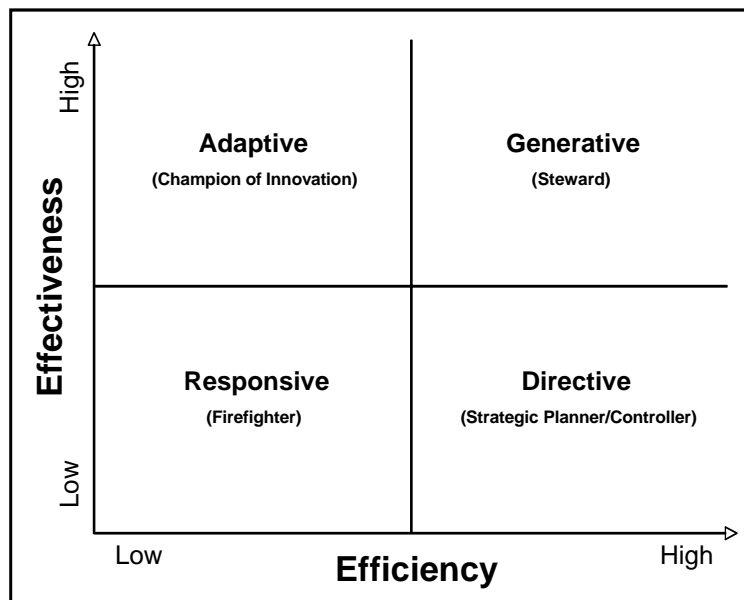 High
Adaptive
(Champion of Innovation)
Generative
(Steward)
Effectiveness
Responsive
(Firefighter)
Directive
(Strategic Planner/Controller)
Low
Low
High
Efficiency